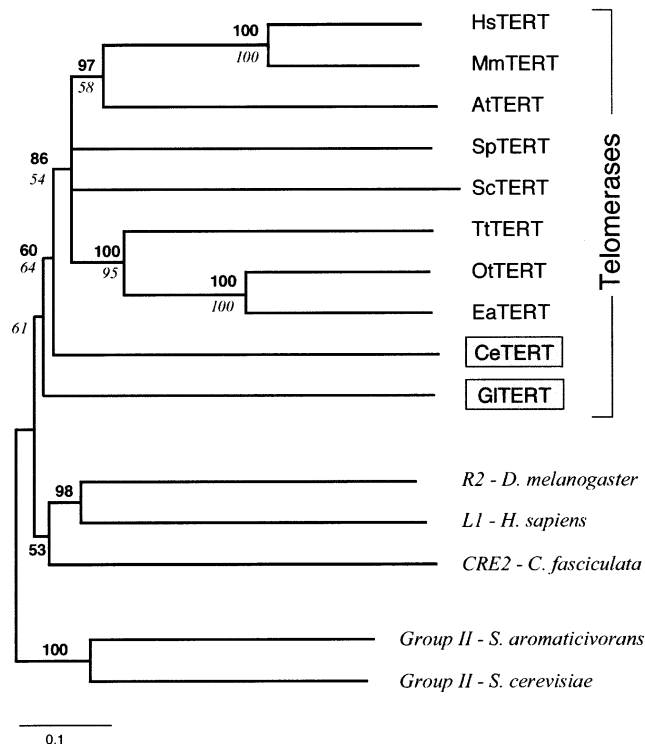 HsTERT
100
100
MmTERT
97
58
AtTERT
SpTERT
86
54
ScTERT
TtTERT
100
95
60
64
OtTERT
100
100
EaTERT
61
CeTERT
GlTERT
Telomerases
R2 - D. melanogaster
98
L1 - H. sapiens
53
CRE2 - C. fasciculata
Group II - S. aromaticivorans
100
Group II - S. cerevisiae
0.1